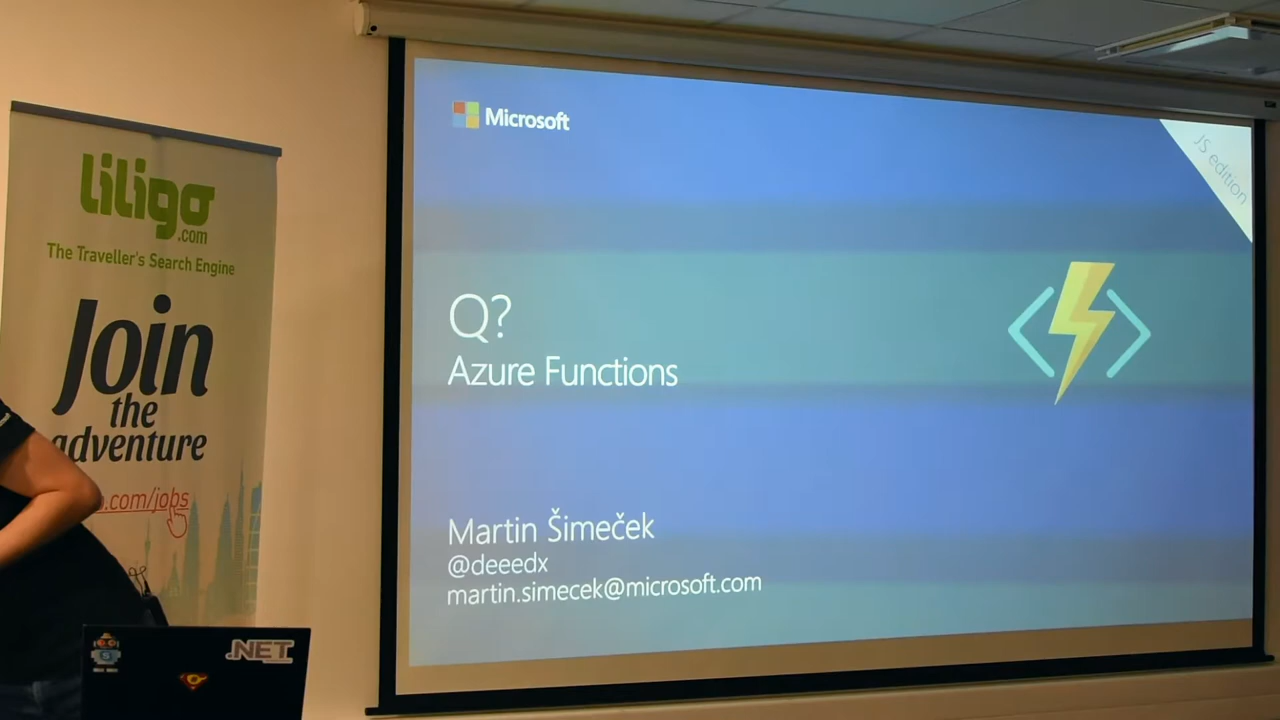 liligo
.com
The Traveller's Search Engine
Join
the
adventure
.com/jobs
Microsoft
JS edition
Q?
Azure Functions
Martin Šimeček
@deeedx
martin.simecek@microsoft.com
.NET